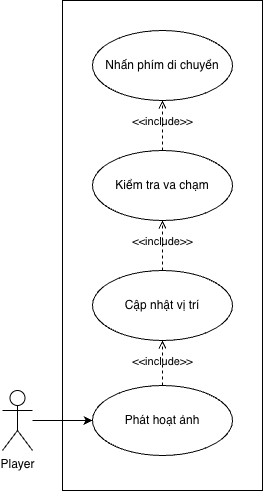 Nhấn phím di chuyển
<<include>>
Kiểm tra va chạm
<<include>>
Cập nhật vị trí
<<include>>
Phát hoạt ảnh
Player